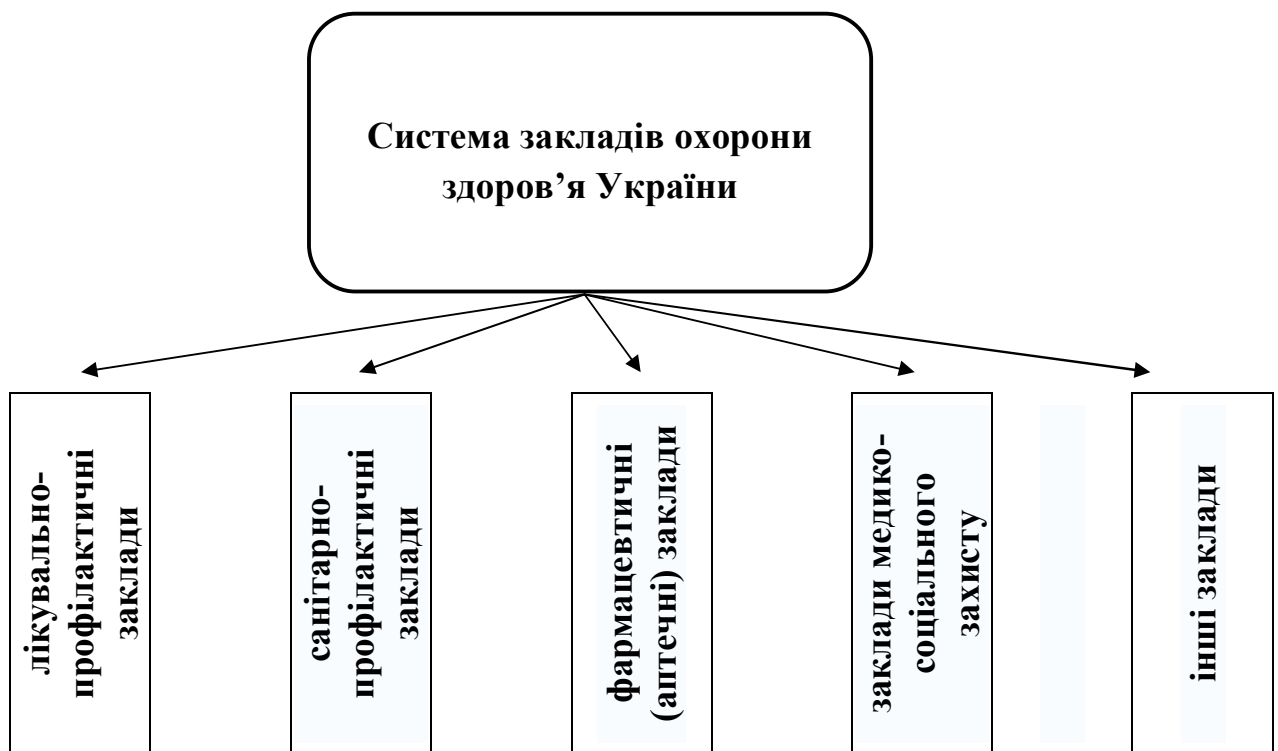 Система закладів охорони
здоров’я України
лікувально-
профілактичні
заклади
санітарно-
профілактичні
заклади
фармацевтичні
(аптечні) заклади
заклади медико-
соціального
захисту
інші заклади